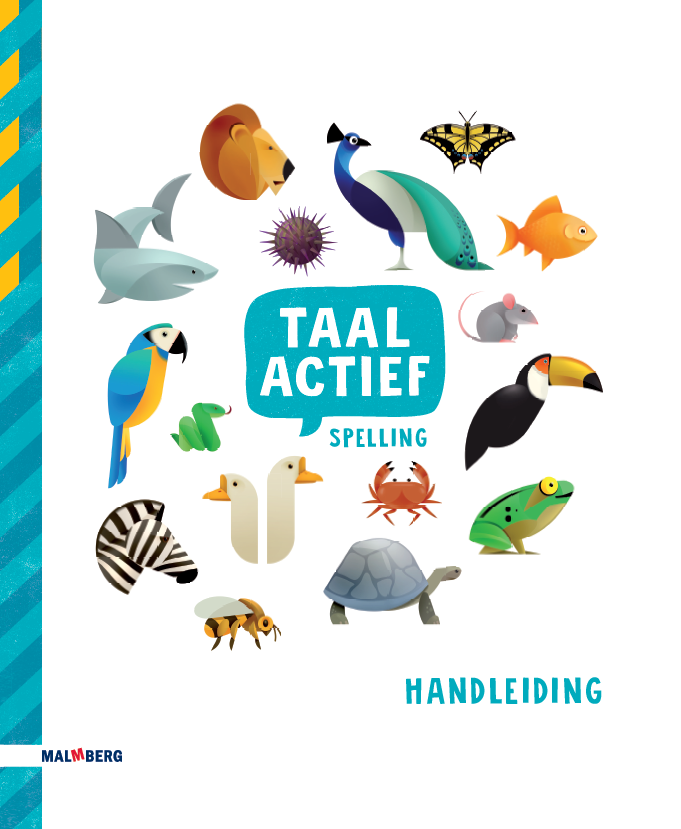 TAAL
ACTIEF
SPELLING
HANDLEIDING
MALMBERG